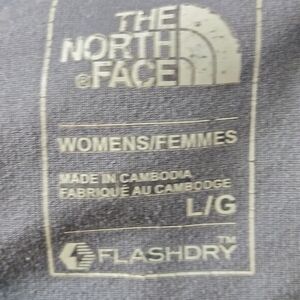 THE
NORTH
FACE
WOMENS/FEMMES
MADE IN CAMBODIA
FABRIQUÉ AU CAMBODGE
L/G
FLASHDRY™